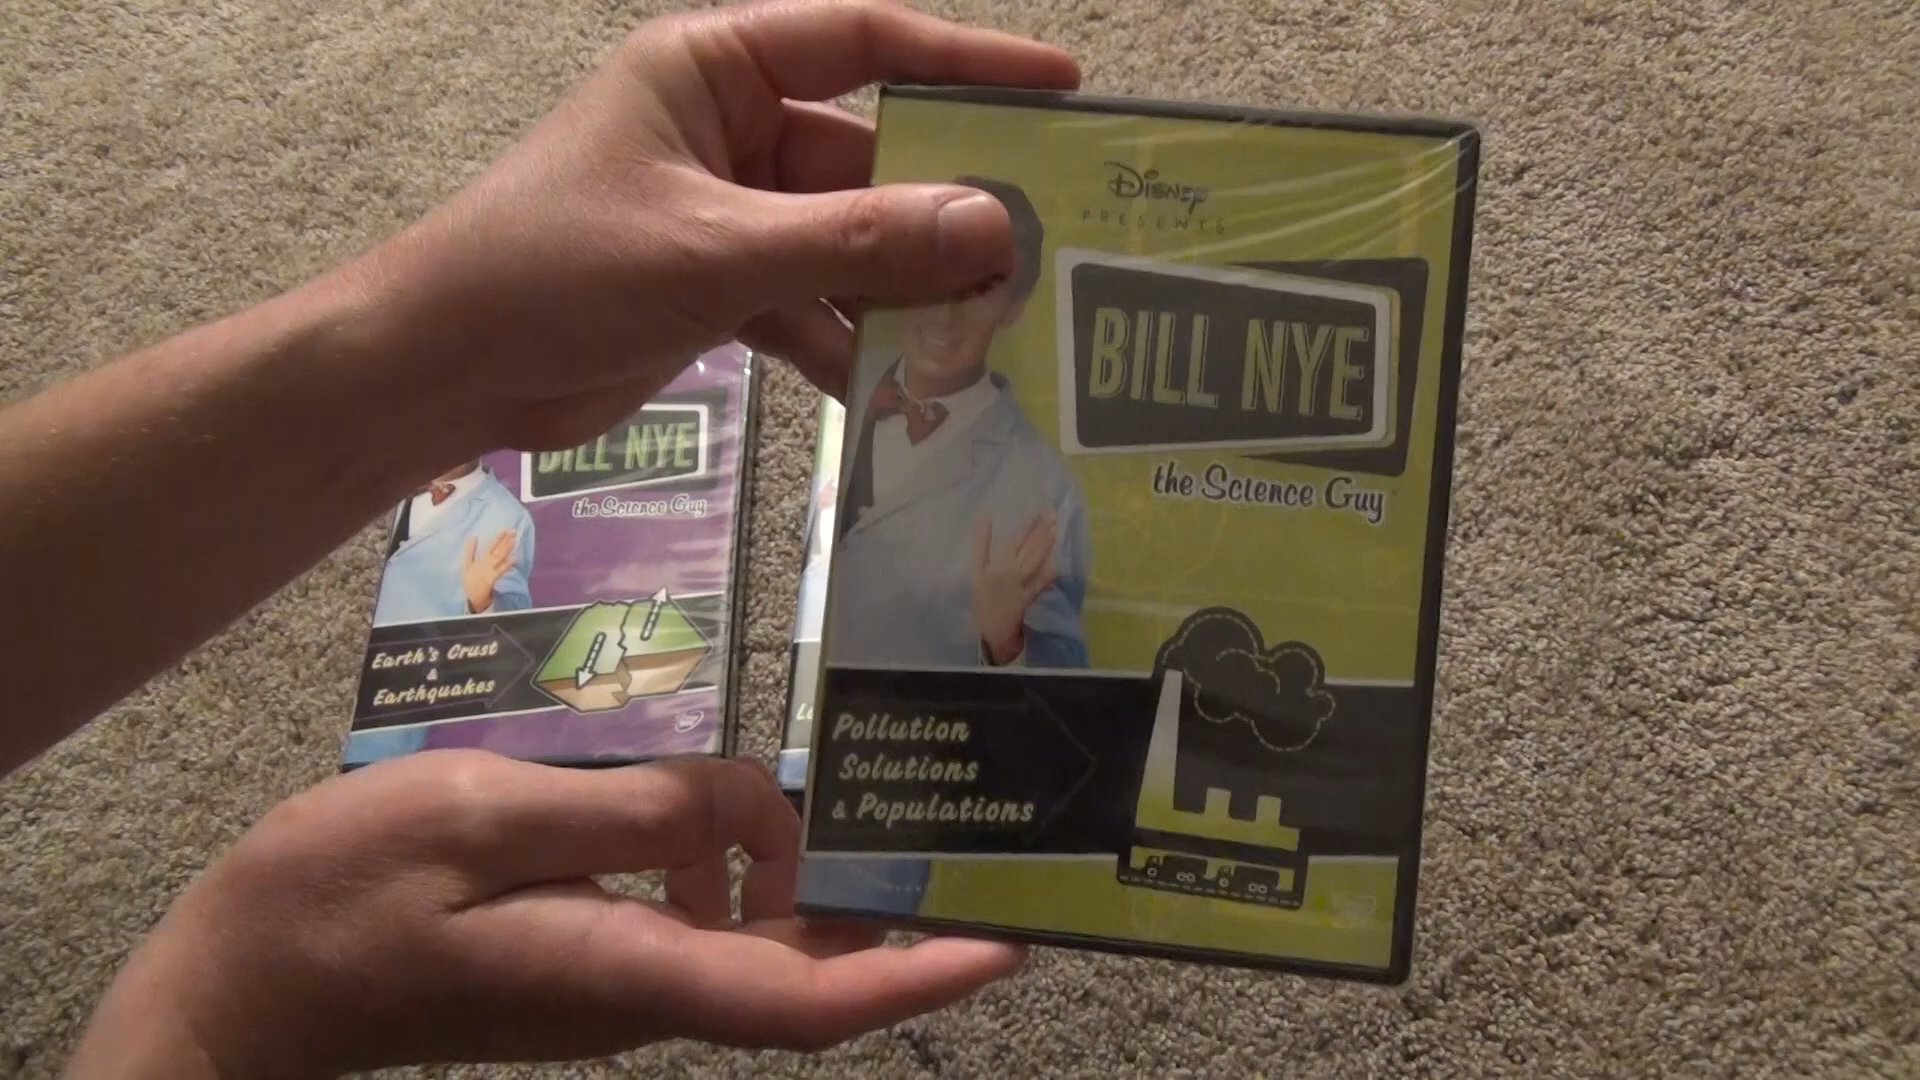 Disney
PRESENTS
BILL NYE
the Science Guy
Pollution
Solutions
& Populations
BILL NYE
the Science Guy
Earth's Crust
&
Earthquakes